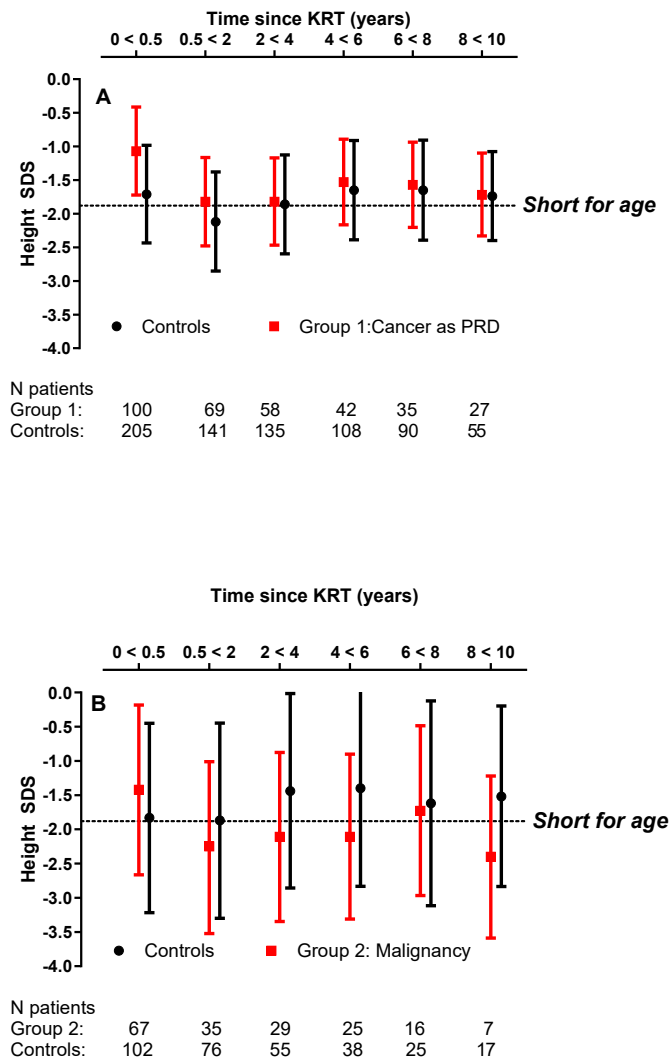 Time since KRT (years)
0 < 0.5 0.5 < 2 2 < 4 4 < 6 6 < 8 8 < 10
A
Height SDS
0.0
-0.5
-1.0
-1.5
-2.0
-2.5
-3.0
-3.5
-4.0
Short for age
Controls Group 1:Cancer as PRD
N patients
Group 1: 100 69 58 42 35 27
Controls: 205 141 135 108 90 55
Time since KRT (years)
0 < 0.5 0.5 < 2 2 < 4 4 < 6 6 < 8 8 < 10
B
Height SDS
0.0
-0.5
-1.0
-1.5
-2.0
-2.5
-3.0
-3.5
-4.0
Short for age
Controls Group 2: Malignancy
N patients
Group 2: 67 35 29 25 16 7
Controls: 102 76 55 38 25 17